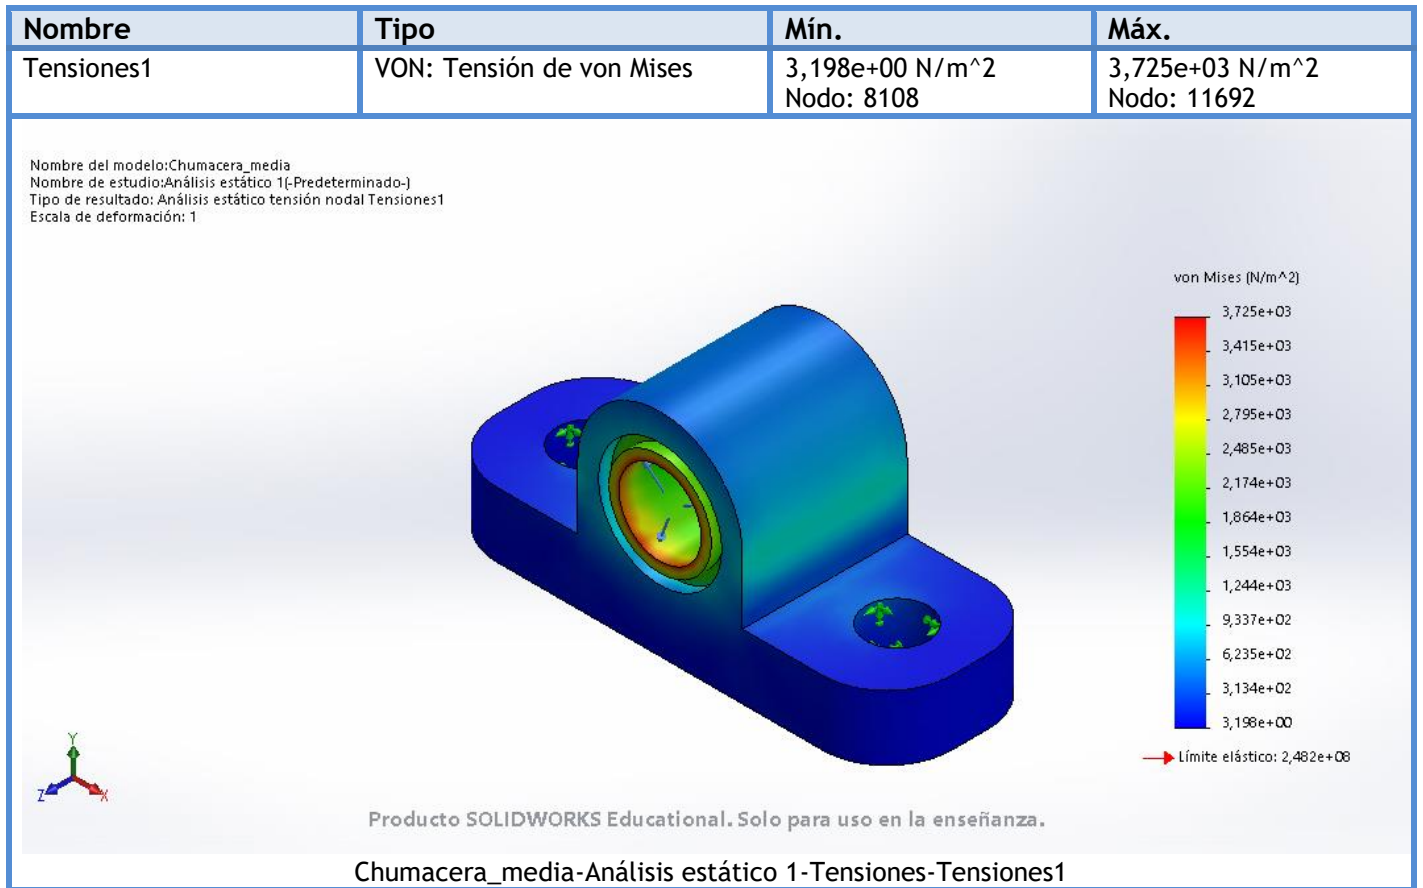 Nombre Tipo Mín. Máx.
Tensiones1 VON: Tensión de von Mises 3,198e+00 N/m^2 3,725e+03 N/m^2
Nodo: 8108 Nodo: 11692
Nombre del modelo:Chumacera_media
Nombre de estudio:Análisis estático 1(-Predeterminado-)
Tipo de resultado: Análisis estático tensión nodal Tensiones1
Escala de deformación: 1
von Mises (N/m^2)
3,725e+03
3,415e+03
3,105e+03
2,795e+03
2,485e+03
2,174e+03
1,864e+03
1,554e+03
1,244e+03
9,337e+02
6,235e+02
3,134e+02
3,198e+00
Límite elástico: 2,482e+08
Y
Z
X
Producto SOLIDWORKS Educational. Solo para uso en la enseñanza.
Chumacera_media-Análisis estático 1-Tensiones-Tensiones1